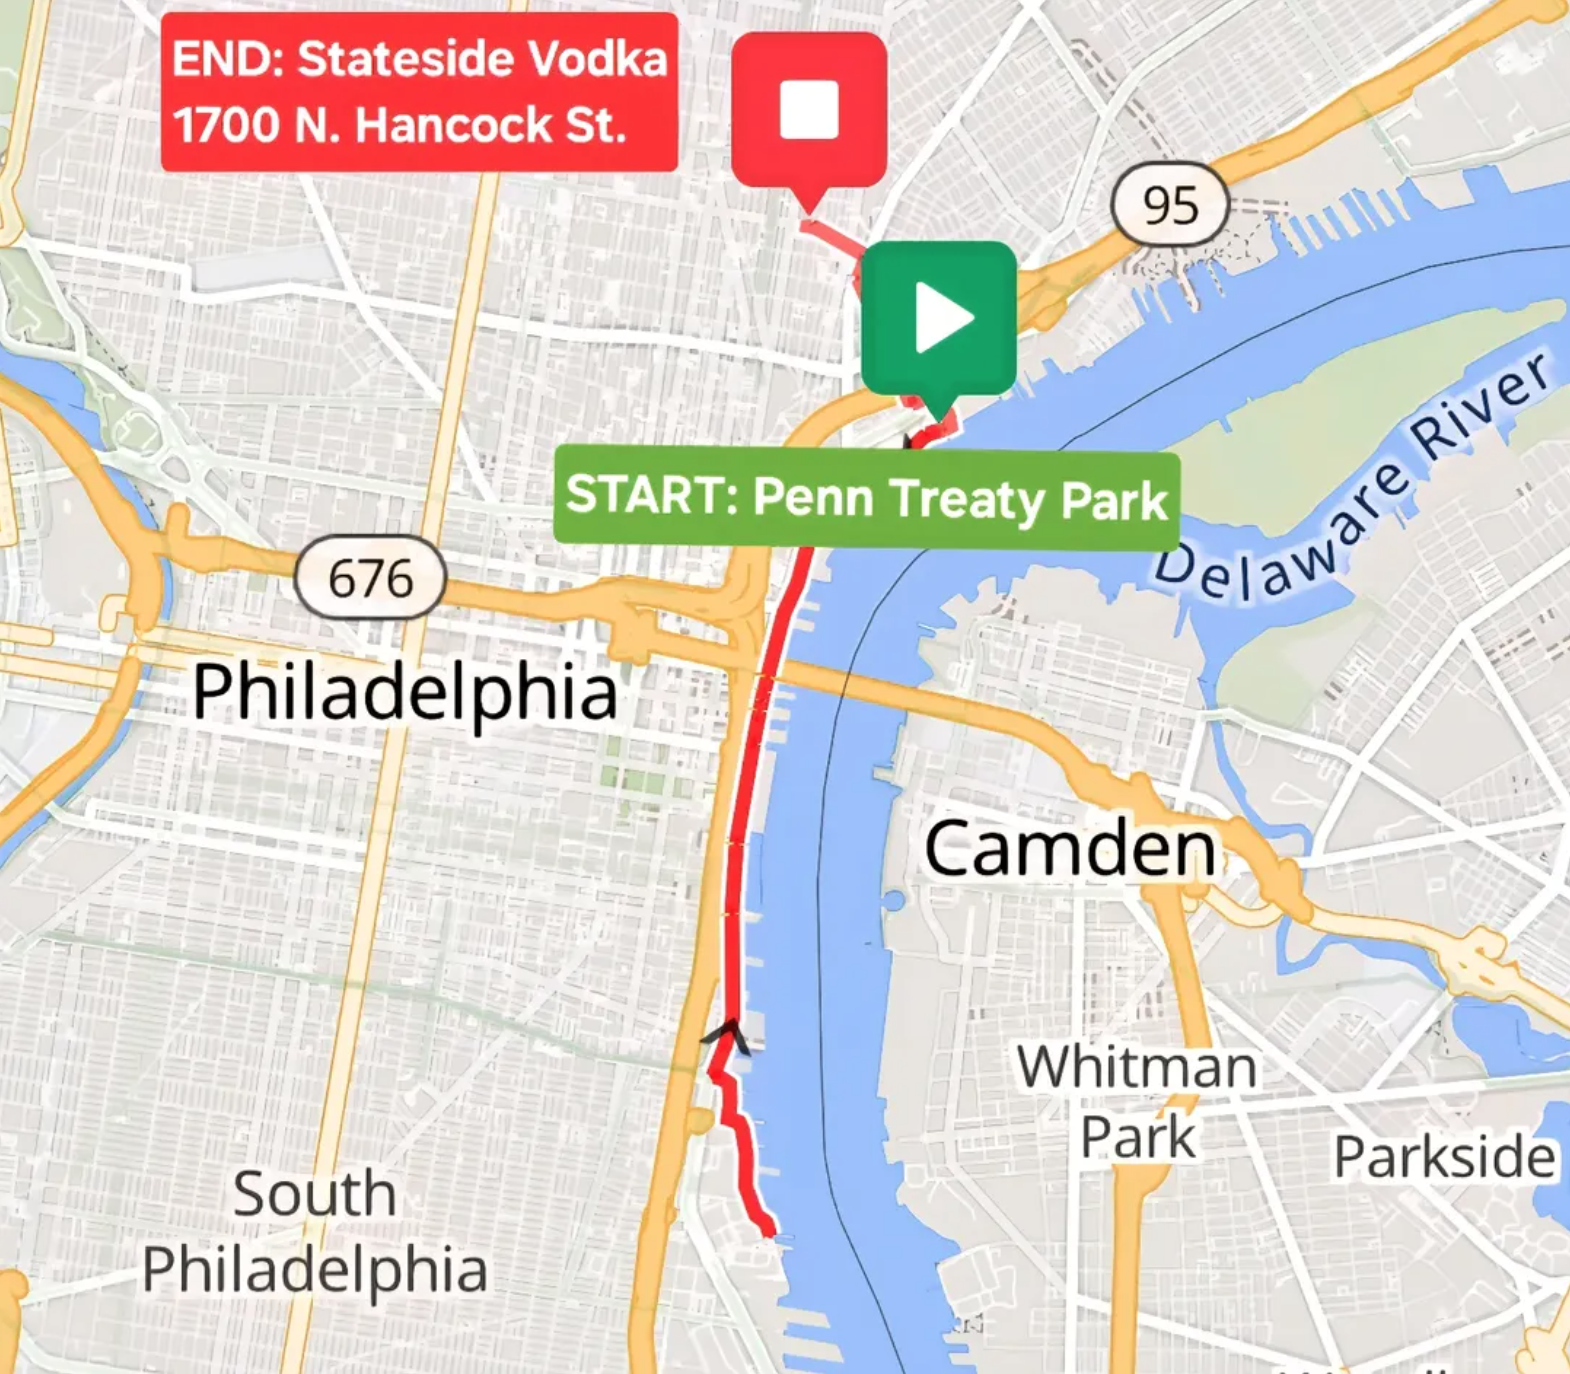 END: Stateside Vodka
1700 N. Hancock St.
95
START: Penn Treaty Park
Delaware River
676
Philadelphia
Camden
Whitman
Park
Parkside
South
Philadelphia